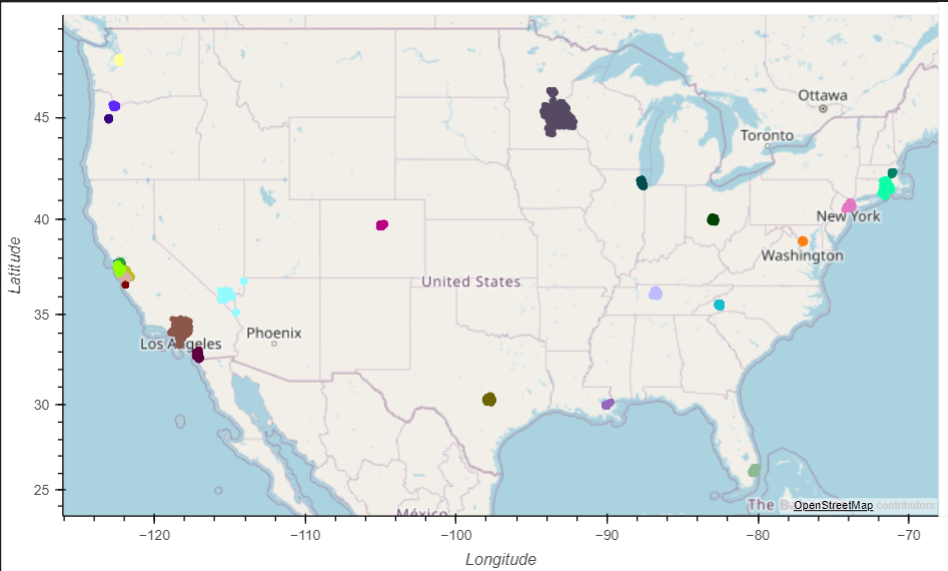 Ottawa
45
Toronto
40
New York
Washington
United States
35
Phoenix
Los Angeles
30
25
México
The Ba
OpenStreetMap contributors
−120
−110
−100
−90
−80
−70
Latitude
Longitude